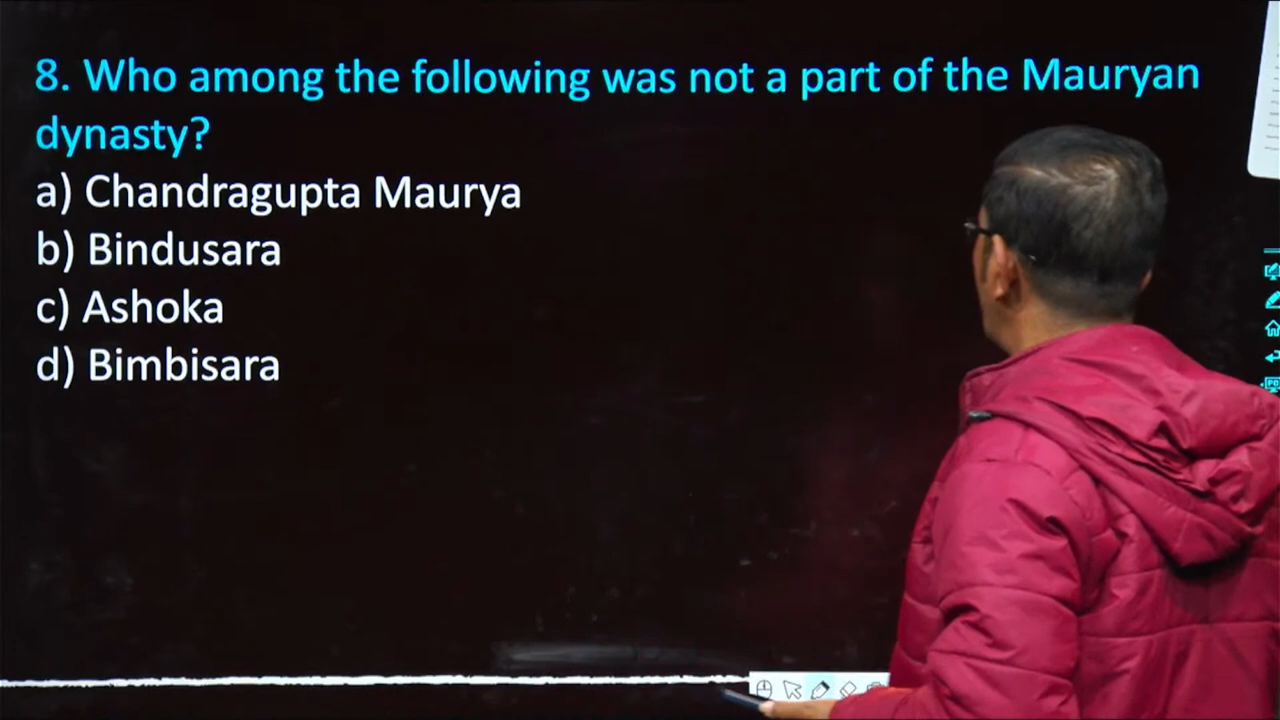 8. Who among the following was not a part of the Mauryan
dynasty?
a) Chandragupta Maurya
b) Bindusara
c) Ashoka
d) Bimbisara